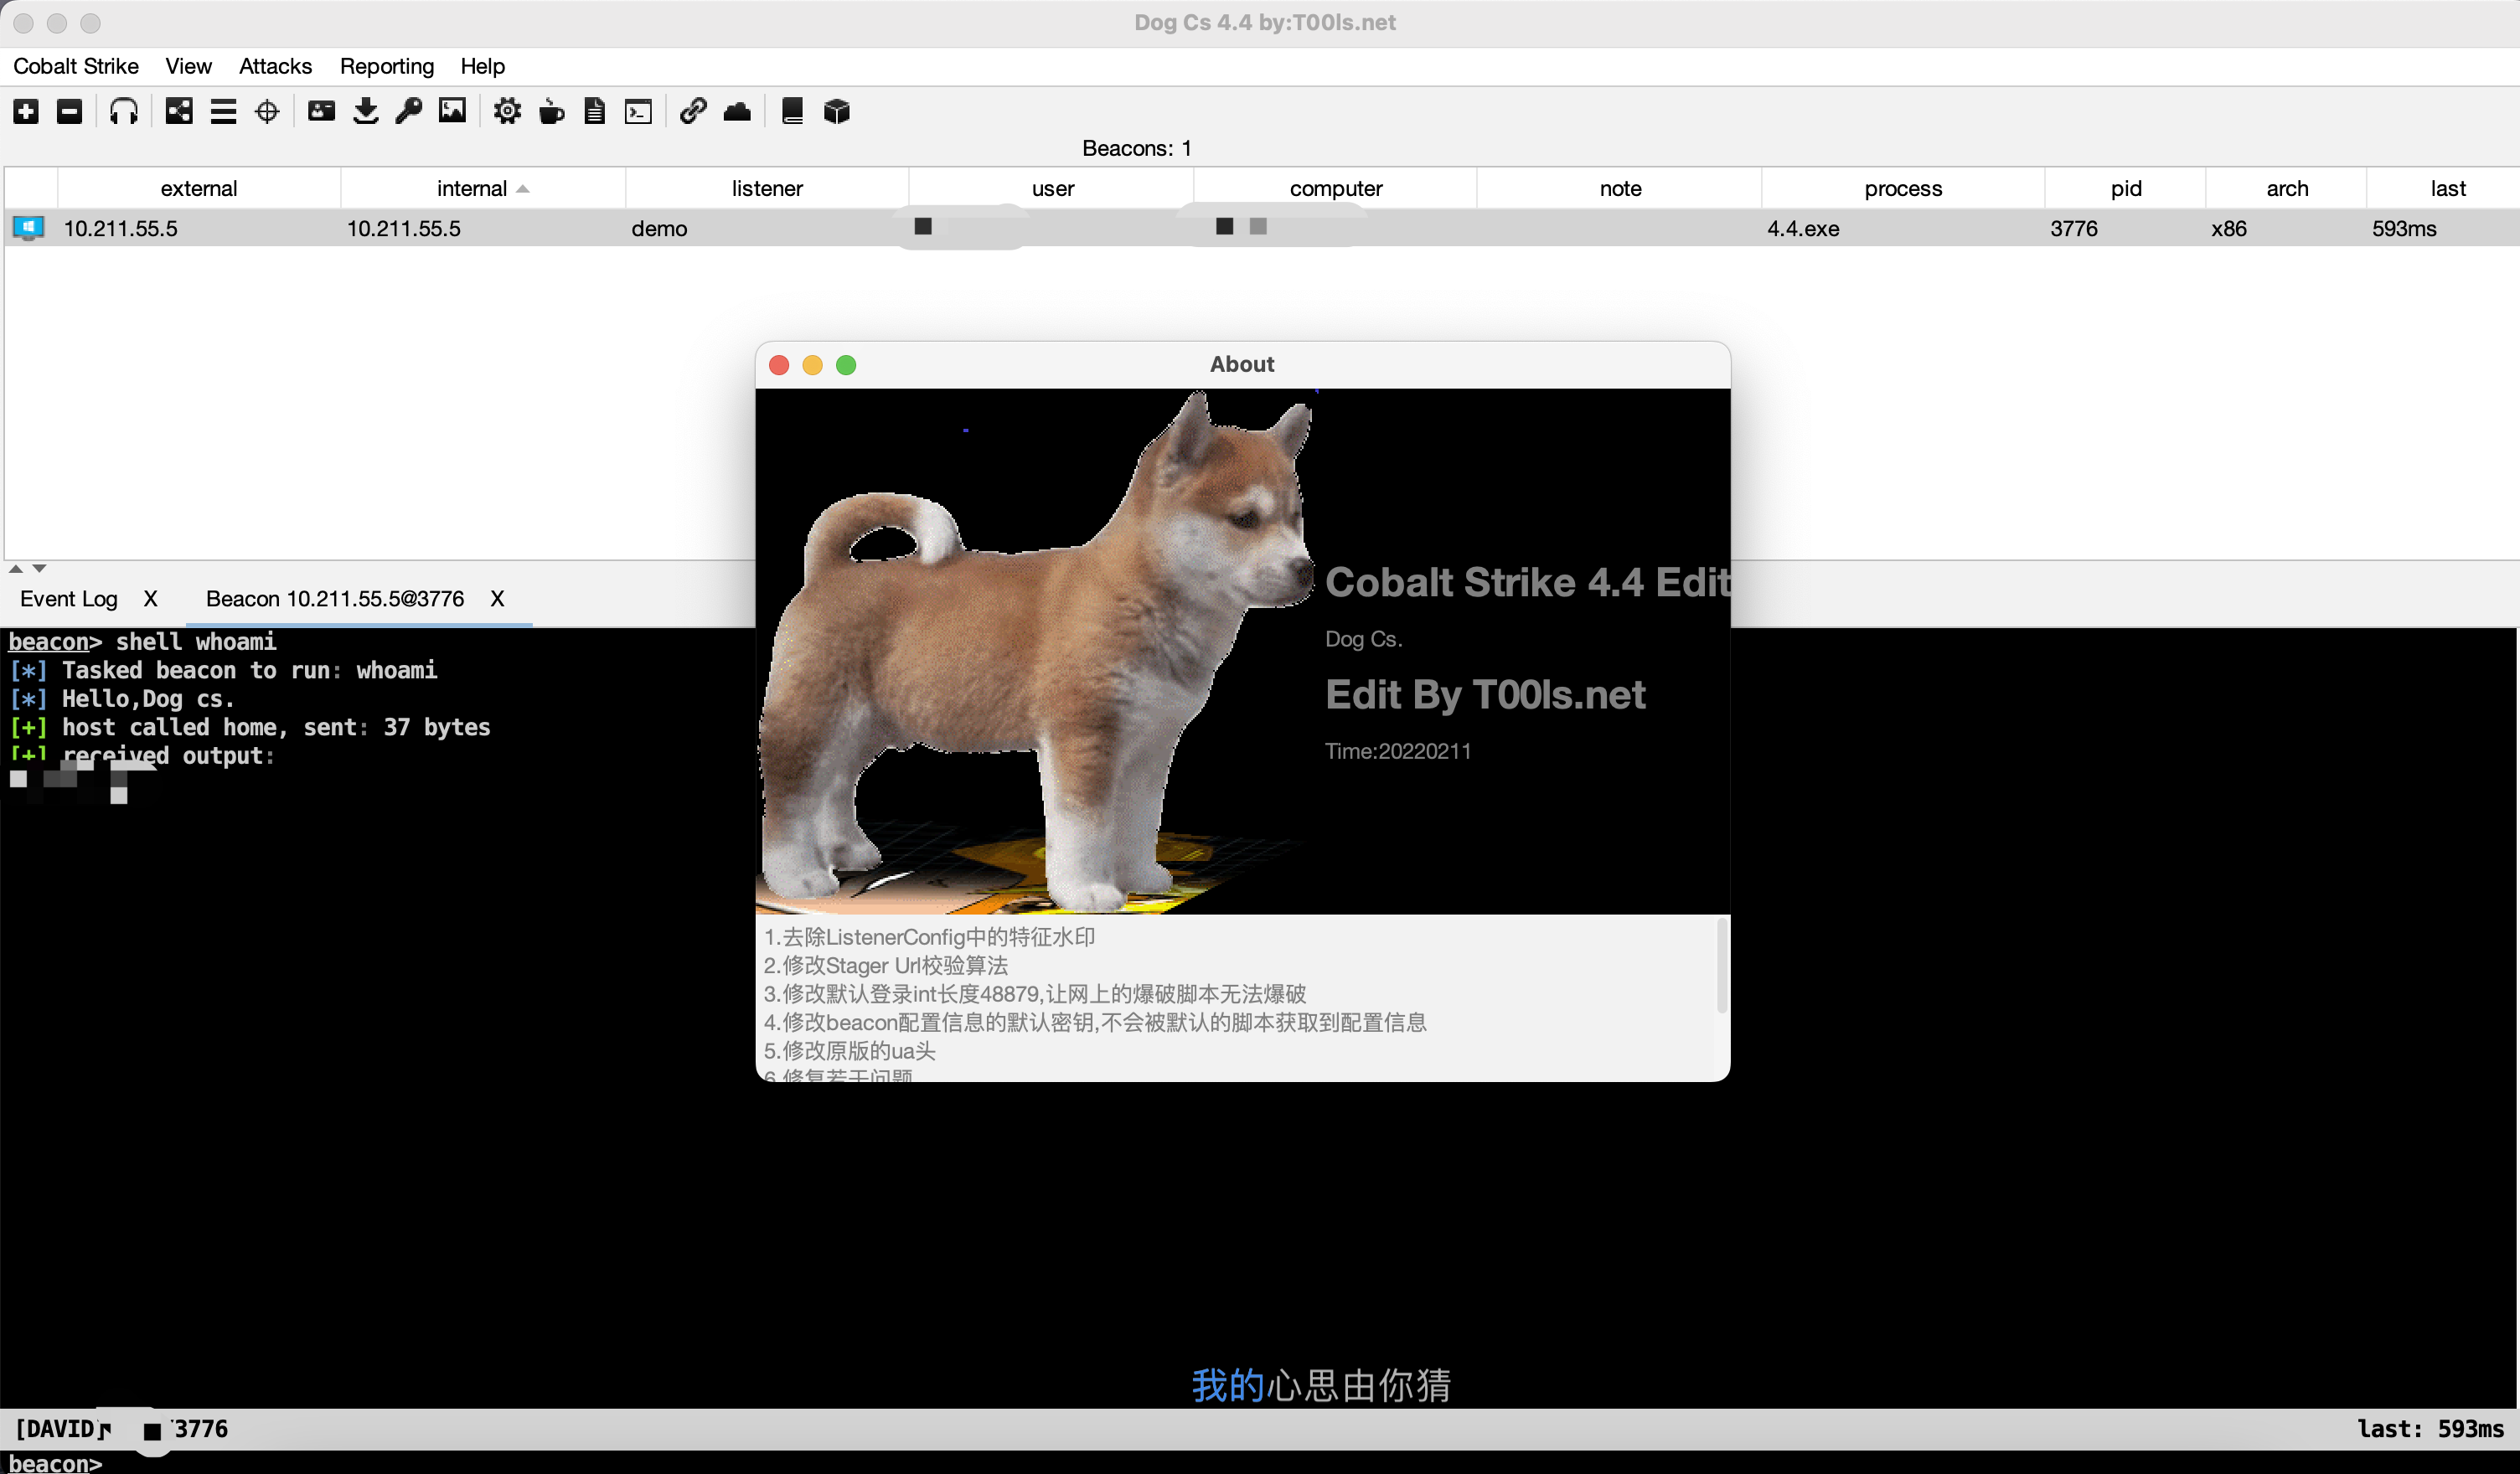 Dog Cs 4.4 by:T00ls.net
Cobalt Strike View Attacks Reporting Help
Beacons: 1
external internal listener user computer note process pid arch last
10.211.55.5 10.211.55.5 demo 4.4.exe 3776 x86 593ms
Event Log X Beacon 10.211.55.5@3776 X
beacon> shell whoami
[*] Tasked beacon to run: whoami
[*] Hello,Dog cs.
[+] host called home, sent: 37 bytes
[+] received output:
About
Cobalt Strike 4.4 Edit
Dog Cs.
Edit By T00ls.net
Time:20220211
1.去除ListenerConfig中的特征水印
2.修改Stager Url校验算法
3.修改默认登录int长度48879,让网上的爆破脚本无法爆破
4.修改beacon配置信息的默认密钥,不会被默认的脚本获取到配置信息
5.修改原版的ua头
6.修复若干问题
我的心思由你猜
[DAVID] 3776 last: 593ms
beacon>